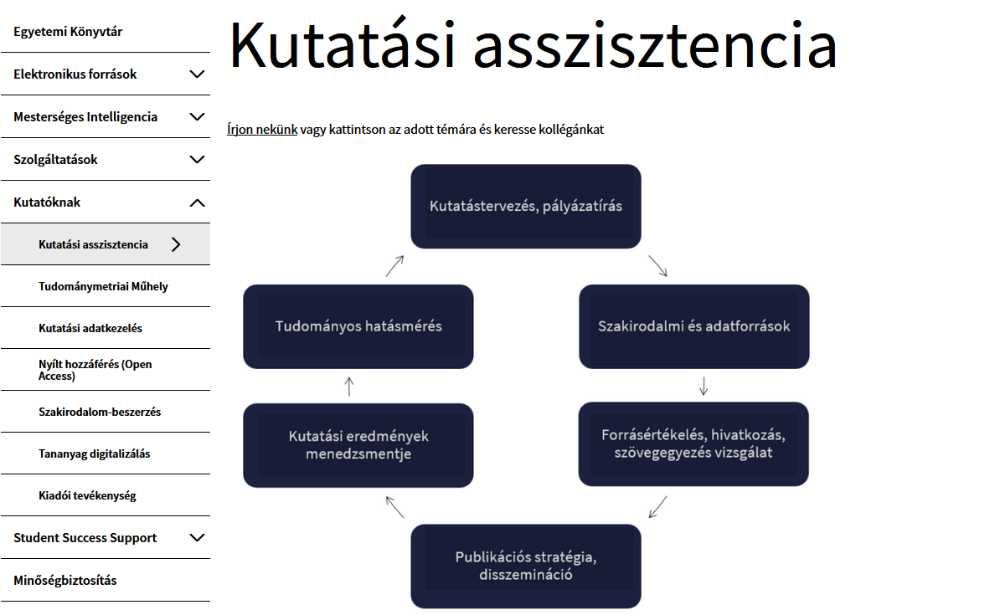 Egyetemi Könyvtár
Elektronikus források
Mesterséges Intelligencia
Szolgáltatások
Kutatóknak
Kutatási asszisztencia
Tudománymetriai Műhely
Kutatási adatkezelés
Nyílt hozzáférés (Open
Access)
Szakirodalom-beszerzés
Tananyag digitalizálás
Kiadói tevékenység
Student Success Support
Minőségbiztosítás
Kutatási asszisztencia
Írjon nekünk vagy kattintson az adott témára és keresse kollégánkat
Kutatástervezés, pályázatírás
Szakirodalmi és adatforrások
Forrásértékelés, hivatkozás,
szövegegyezés vizsgálat
Publikációs stratégia,
disszemináció
Kutatási eredmények
menedzsmentje
Tudományos hatásmérés